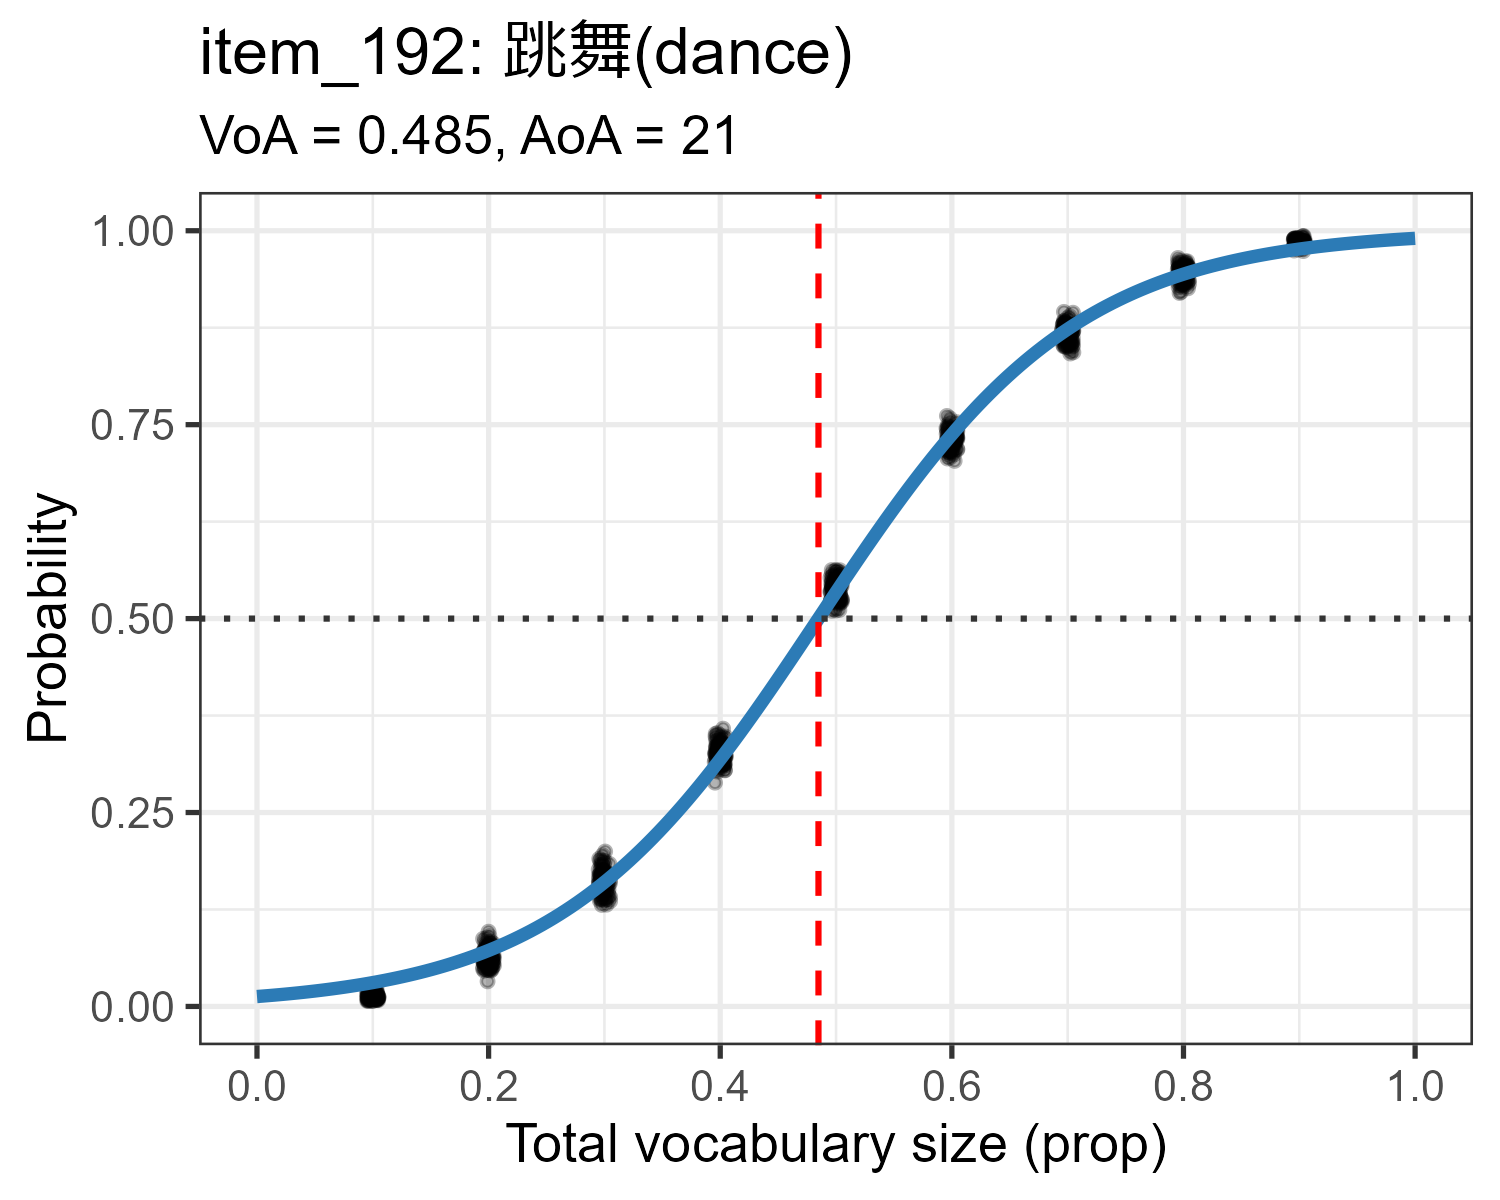 item_192: 跳舞(dance)
VoA = 0.485, AoA = 21
Probability
1.00
0.75
0.50
0.25
0.00
0.0 0.2 0.4 0.6 0.8 1.0
Total vocabulary size (prop)